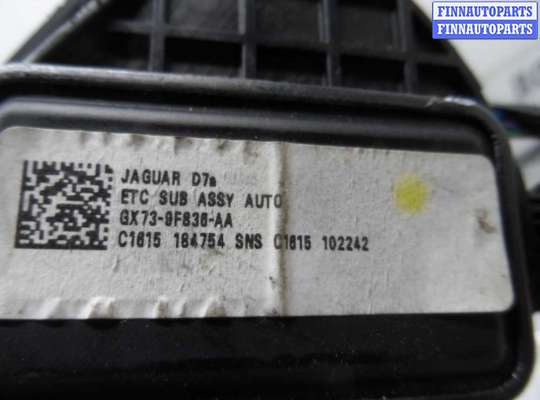 FINNAUTOPARTS
FINNAUTOPARTS
JAGUAR D7a
ETC SUB ASSY AUTO
GX73-9F836-AA
C1615 164754 SNS C1615 102242